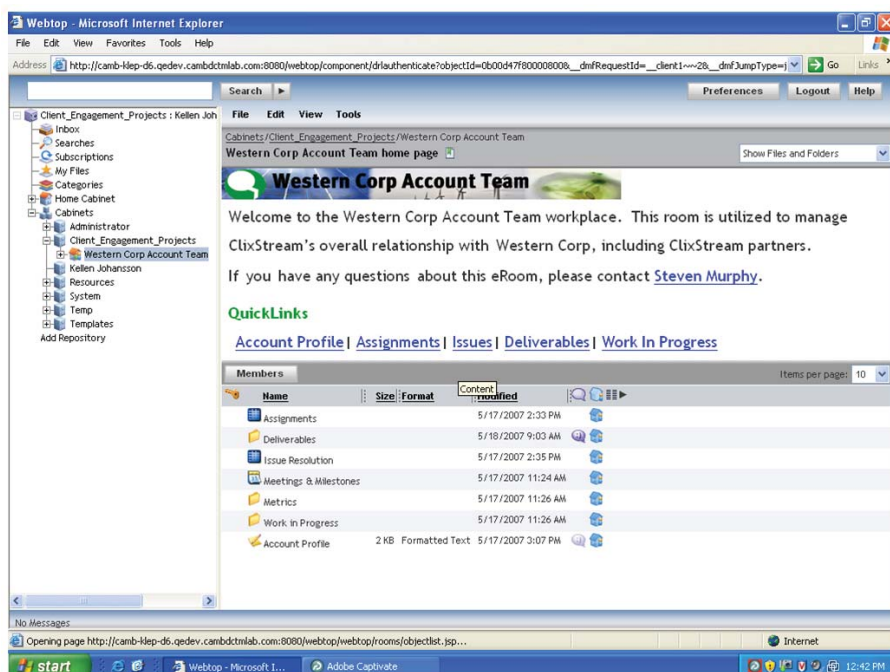 Webtop - Microsoft Internet Explorer
File Edit View Favorites Tools Help
Address http://camb-klep-d6.qedev.cambdctmlab.com:8080/webtop/component/drlauthenticate?objectId=0b00d47f80000800&__dmfRequestId=__client1~~2&__dmfJumpType=j Go Links
Search Preferences Logout Help
Client_Engagement_Projects : Kellen Joh
Inbox
Searches
Subscriptions
My Files
Categories
Home Cabinet
Cabinets
Administrator
Client_Engagement_Projects
Western Corp Account Team
Kellen Johansson
Resources
System
Temp
Templates
Add Repository
File Edit View Tools
Cabinets/Client_Engagement_Projects/Western Corp Account Team
Western Corp Account Team home page Show Files and Folders
Western Corp Account Team
Welcome to the Western Corp Account Team workplace. This room is utilized to manage
ClixStream's overall relationship with Western Corp, including ClixStream partners.
If you have any questions about this eRoom, please contact Steven Murphy.
QuickLinks
Account Profile | Assignments | Issues | Deliverables | Work In Progress
Members Items per page: 10
Content
Name Size Format Modified
Assignments 5/17/2007 2:33 PM
Deliverables 5/18/2007 9:03 AM
Issue Resolution 5/17/2007 2:35 PM
Meetings & Milestones 5/17/2007 11:24 AM
Metrics 5/17/2007 11:26 AM
Work in Progress 5/17/2007 11:26 AM
Account Profile 2 KB Formatted Text 5/17/2007 3:07 PM
No Messages
Opening page http://camb-klep-d6.qedev.cambdctmlab.com:8080/webtop/webtop/rooms/objectlist.jsp... Internet
start Webtop - Microsoft I... Adobe Captivate 12:42 PM